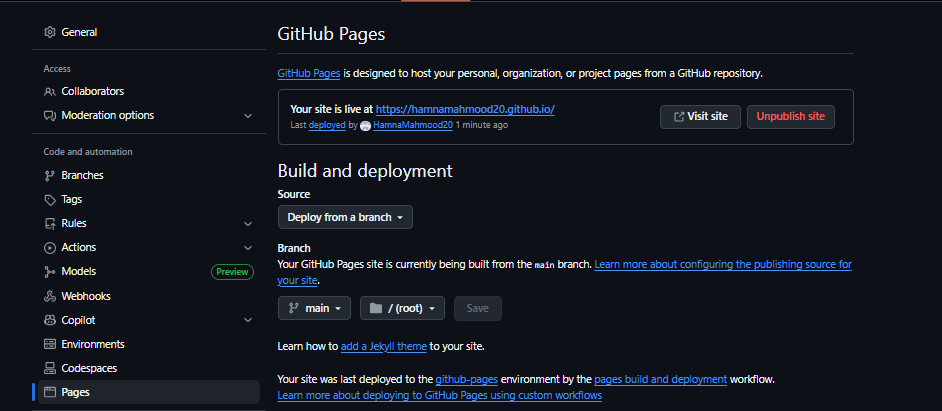 General
Access
Collaborators
Moderation options
Code and automation
Branches
Tags
Rules
Actions
Models Preview
Webhooks
Copilot
Environments
Codespaces
Pages
GitHub Pages
GitHub Pages is designed to host your personal, organization, or project pages from a GitHub repository.
Your site is live at https://hamnamahmood20.github.io/
Last deployed by HamnaMahmood20 1 minute ago
Visit site
Unpublish site
Build and deployment
Source
Deploy from a branch
Branch
Your GitHub Pages site is currently being built from the main branch. Learn more about configuring the publishing source for
your site.
main / (root) Save
Learn how to add a Jekyll theme to your site.
Your site was last deployed to the github-pages environment by the pages build and deployment workflow.
Learn more about deploying to GitHub Pages using custom workflows